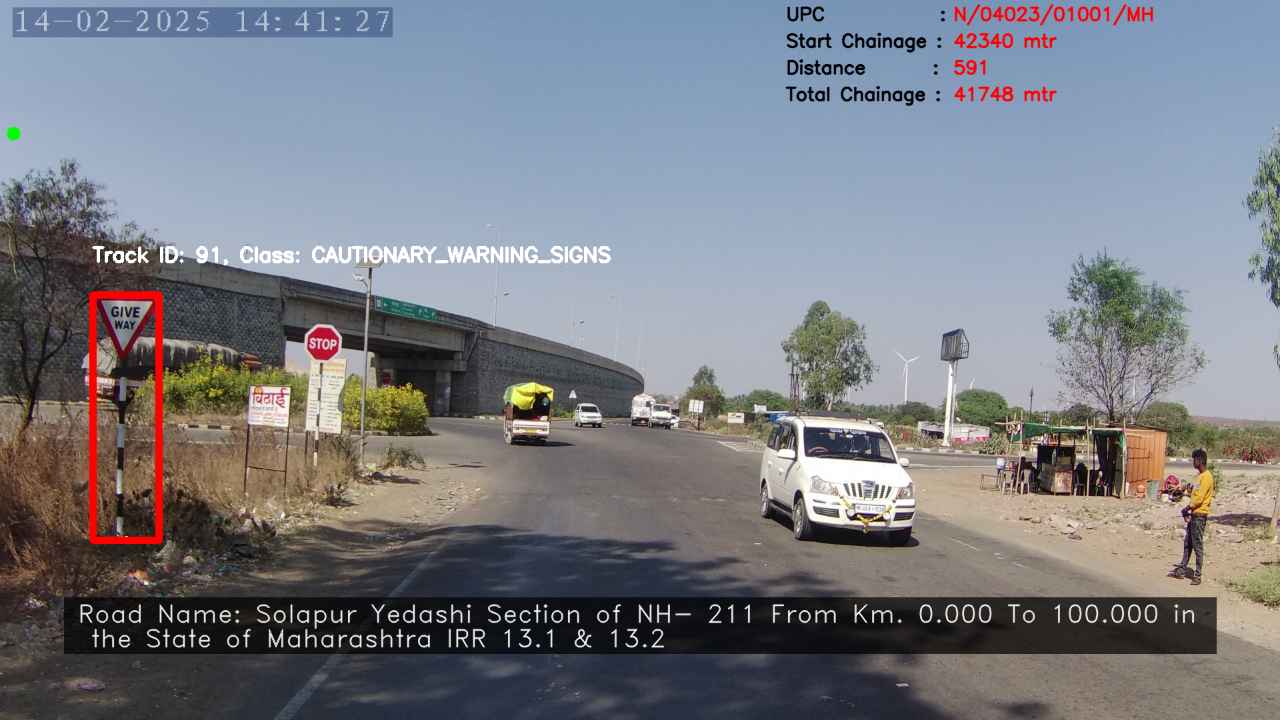 14-02-2025 14:41:27
UPC : N/04023/01001/MH
Start Chainage : 42340 mtr
Distance : 591
Total Chainage : 41748 mtr
Track ID: 91, Class: CAUTIONARY_WARNING_SIGNS
GIVE
WAY
STOP
विठाई
Road Name: Solapur Yedashi Section of NH- 211 From Km. 0.000 To 100.000 in
the State of Maharashtra IRR 13.1 & 13.2